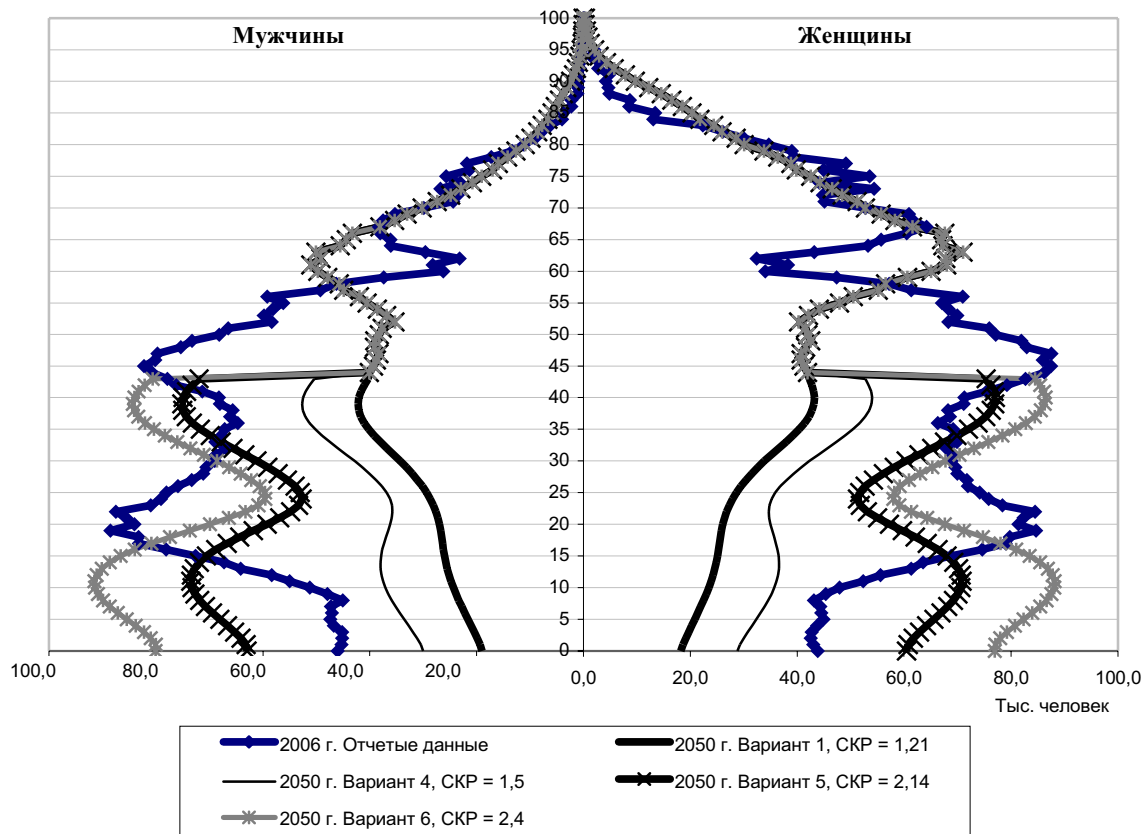 Мужчины
Женщины
100
95
90
85
80
75
70
65
60
55
50
45
40
35
30
25
20
15
10
5
0
100,0 80,0 60,0 40,0 20,0 0,0 20,0 40,0 60,0 80,0 100,0
Тыс. человек
2006 г. Отчетые данные
2050 г. Вариант 1, СКР = 1,21
2050 г. Вариант 4, СКР = 1,5
2050 г. Вариант 5, СКР = 2,14
2050 г. Вариант 6, СКР = 2,4